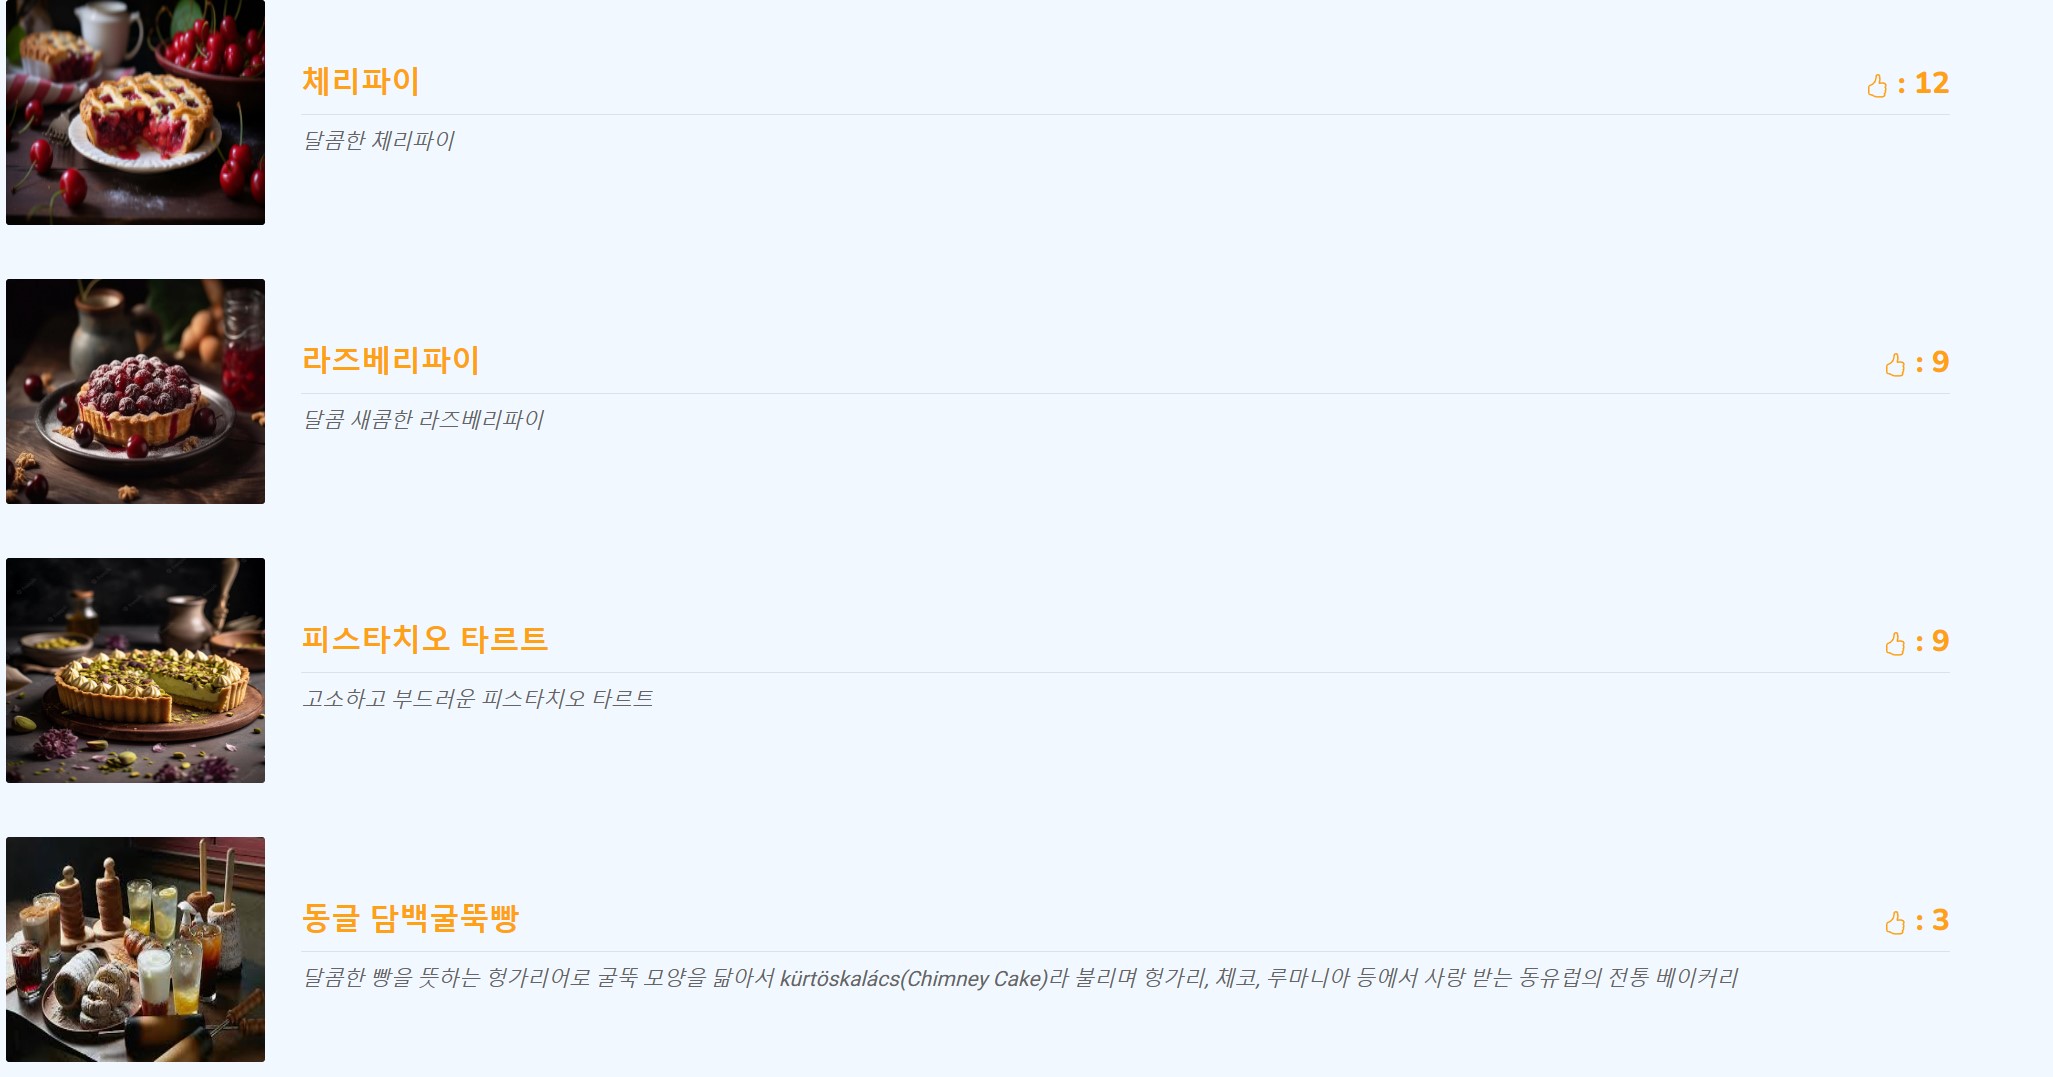 체리파이
: 12
달콤한 체리파이
라즈베리파이
: 9
달콤 새콤한 라즈베리파이
피스타치오 타르트
: 9
고소하고 부드러운 피스타치오 타르트
동글 담백굴뚝빵
: 3
달콤한 빵을 뜻하는 헝가리어로 굴뚝 모양을 닮아서 kürtöskalács(Chimney Cake)라 불리며 헝가리, 체코, 루마니아 등에서 사랑 받는 동유럽의 전통 베이커리